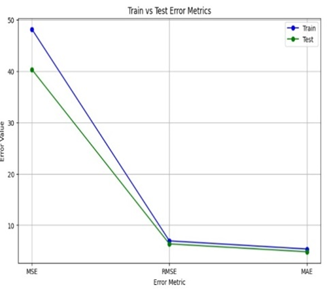 Train vs Test Error Metrics
Train
Test
50
40
30
20
10
Error Value
MSE
RMSE
MAE
Error Metric